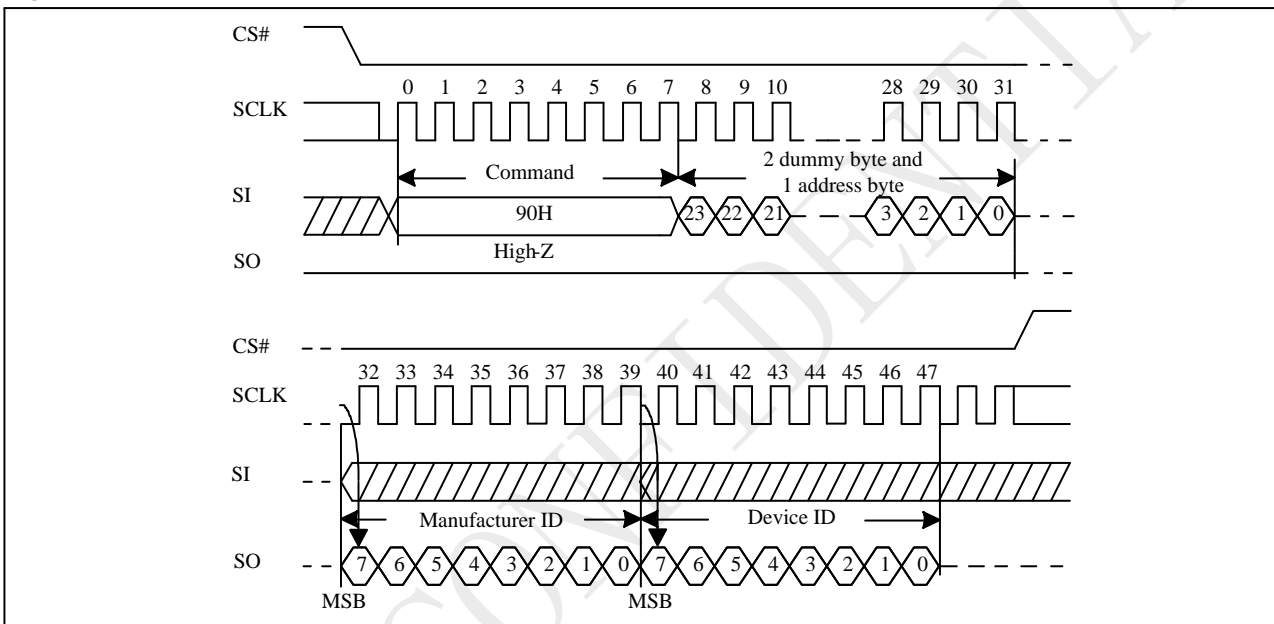 CS#
0 1 2 3 4 5 6 7 8 9 10 28 29 30 31
SCLK
Command
2 dummy byte and
1 address byte
SI
90H
23 22 21 3 2 1 0
High-Z
SO
CS#
32 33 34 35 36 37 38 39 40 41 42 43 44 45 46 47
SCLK
SI
Manufacturer ID Device ID
SO
7 6 5 4 3 2 1 0 7 6 5 4 3 2 1 0
MSB MSB